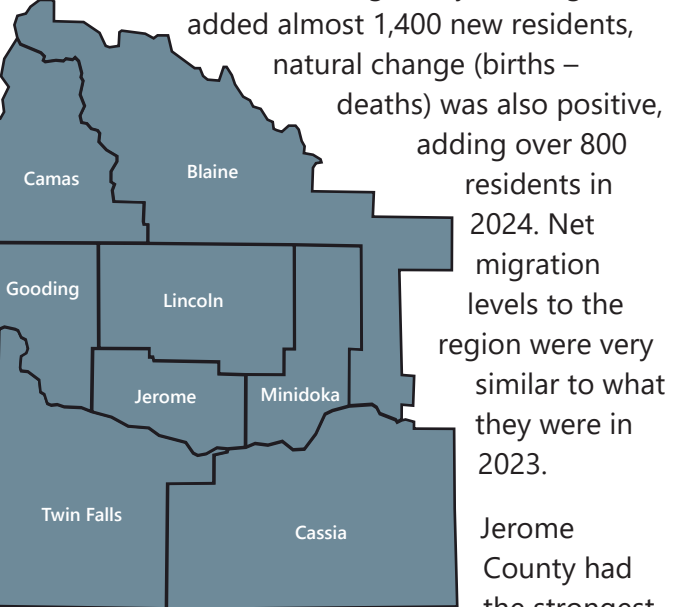 added almost 1,400 new residents,
natural change (births –
deaths) was also positive,
adding over 800
residents in
2024. Net
migration
levels to the
region were very
similar to what
they were in
2023.
Jerome
County had
the strongest
Camas
Blaine
Gooding
Lincoln
Jerome
Minidoka
Twin Falls
Cassia